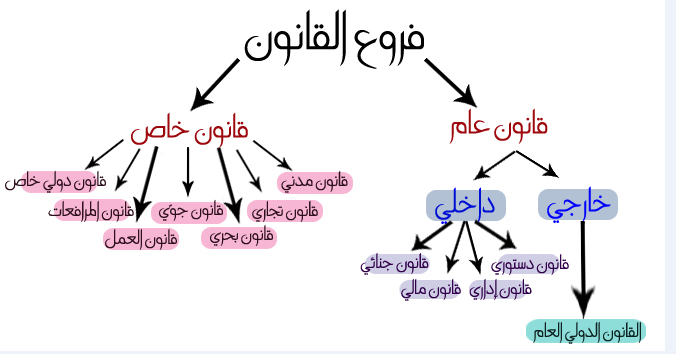 فروع القانون
قانون عام
قانون خاص
خارجي
داخلي
القانون الدولي العام
قانون دستوري
قانون إداري
قانون مالي
قانون جنائي
قانون مدني
قانون تجاري
قانون بحري
قانون جوي
قانون العمل
قانون المرافعات
قانون دولي خاص